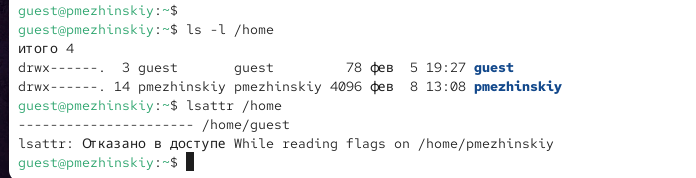 guest@pmezhinskiy:~$
guest@pmezhinskiy:~$ ls -l /home
итого 4
drwx------.  3 guest       guest         78 фев  5 19:27 guest
drwx------. 14 pmezhinskiy pmezhinskiy 4096 фев  8 13:08 pmezhinskiy
guest@pmezhinskiy:~$ lsattr /home
---------------------- /home/guest
lsattr: Отказано в доступе While reading flags on /home/pmezhinskiy
guest@pmezhinskiy:~$